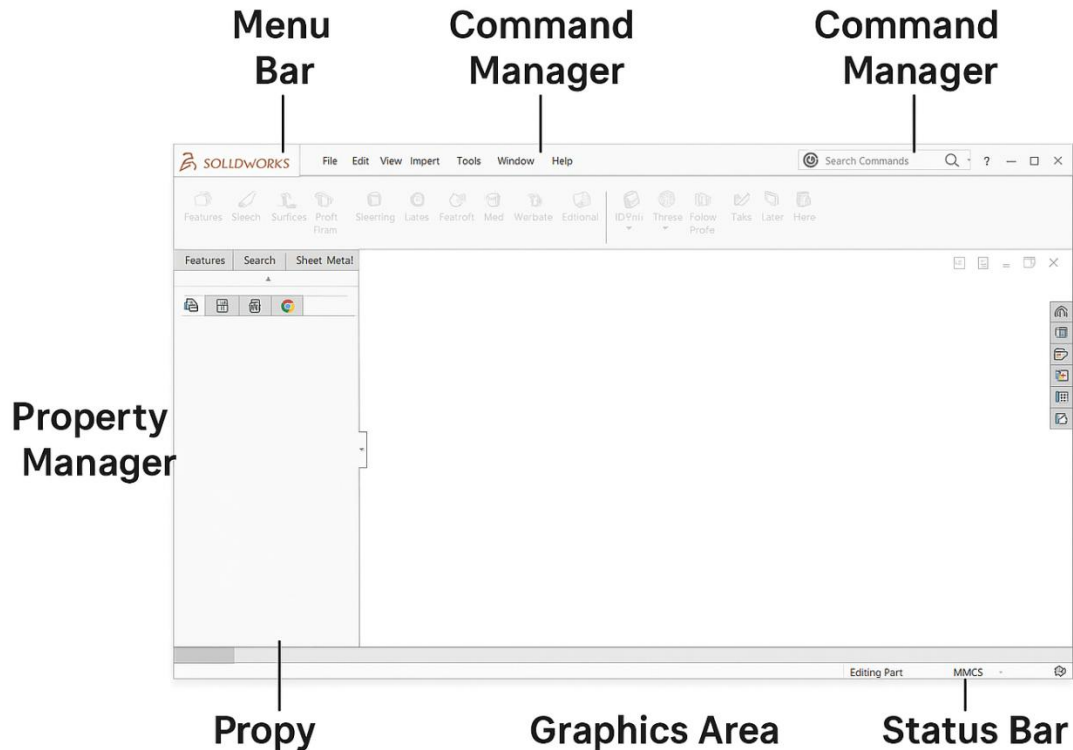 Menu Bar
Command Manager
Command Manager
SOLLDWORKS File Edit View Impert Tools Window Help Search Commands ?
Features Sleech Surfices Proft Firam Sleerring Lates Featroft Med Werbate Edtional Threse Folow Profe Taks Later Here
Features Search Sheet Metal
Property Manager
Editing Part MMCS
Propy
Graphics Area
Status Bar